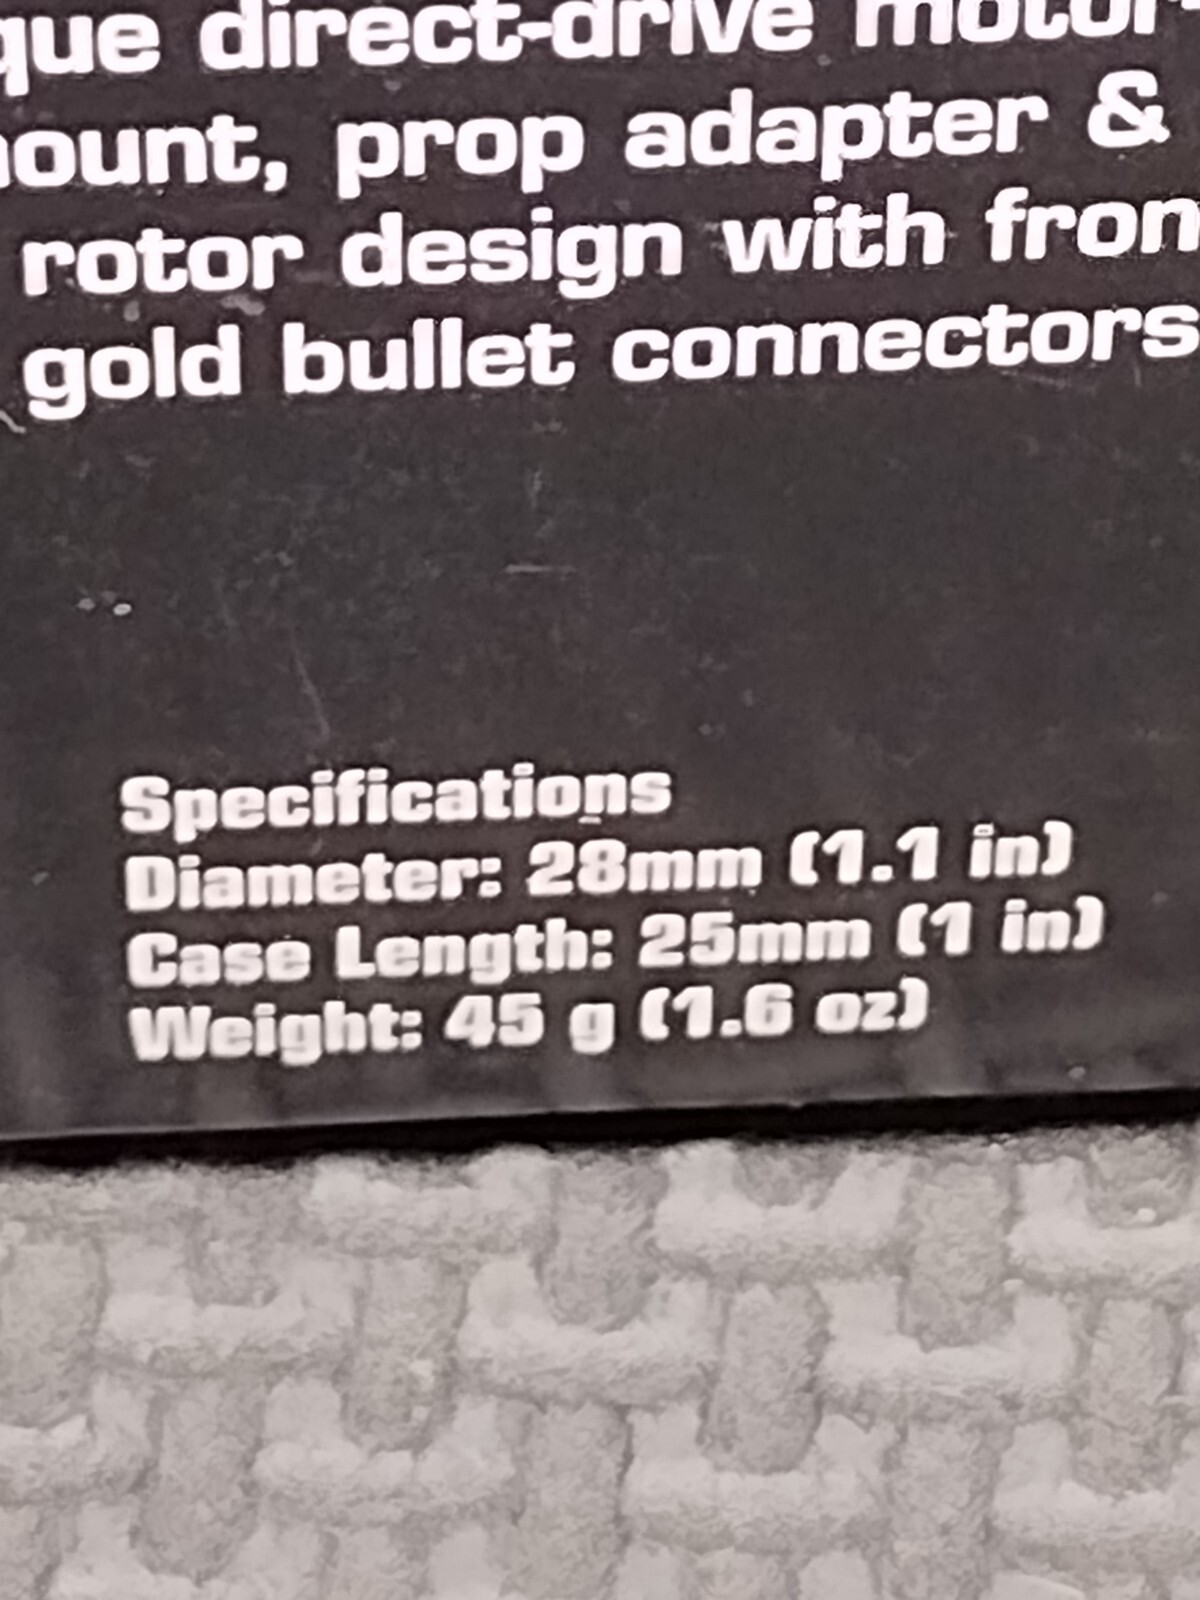 que direct-drive motor
ount, prop adapter &
rotor design with fron
gold bullet connectors
Specifications
Diameter: 28mm (1.1 in)
Case Length: 25mm (1 in)
Weight: 45 g (1.6 oz)